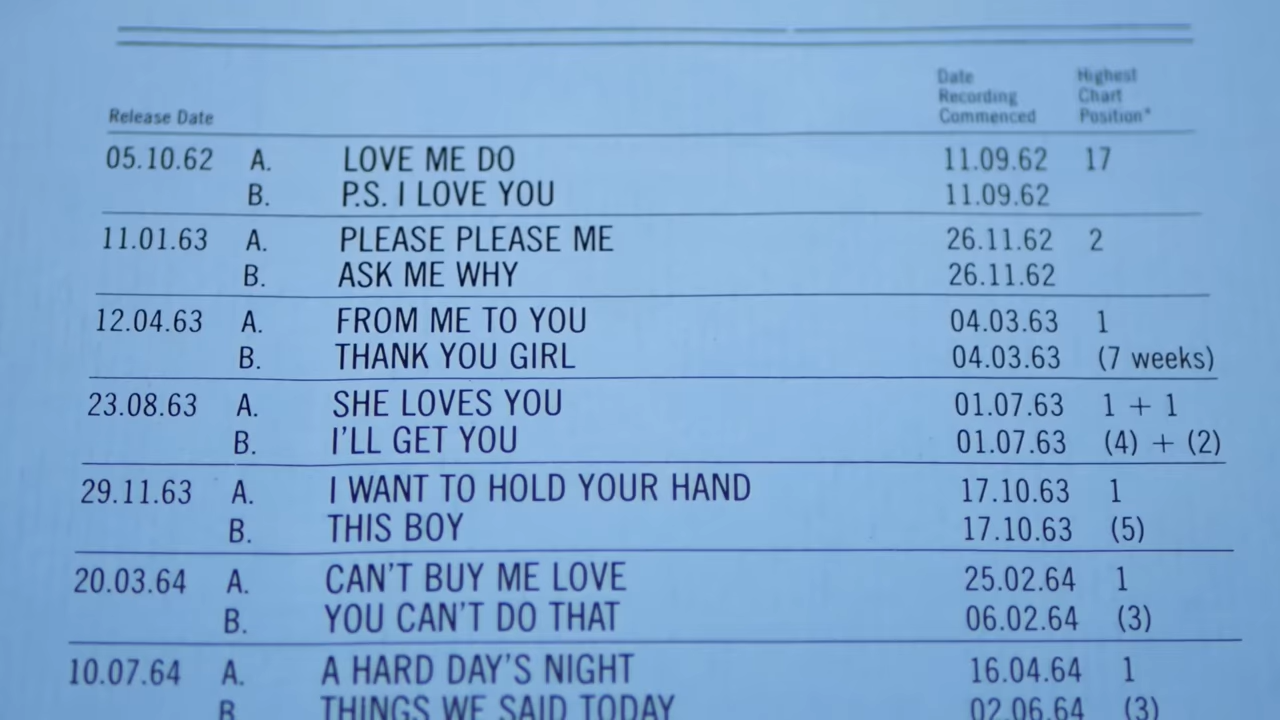 Release Date Date Recording Commenced Highest Chart Position*
05.10.62 A. LOVE ME DO 11.09.62 17
B. P.S. I LOVE YOU 11.09.62
11.01.63 A. PLEASE PLEASE ME 26.11.62 2
B. ASK ME WHY 26.11.62
12.04.63 A. FROM ME TO YOU 04.03.63 1
B. THANK YOU GIRL 04.03.63 (7 weeks)
23.08.63 A. SHE LOVES YOU 01.07.63 1 + 1
B. I'LL GET YOU 01.07.63 (4) + (2)
29.11.63 A. I WANT TO HOLD YOUR HAND 17.10.63 1
B. THIS BOY 17.10.63 (5)
20.03.64 A. CAN'T BUY ME LOVE 25.02.64 1
B. YOU CAN'T DO THAT 06.02.64 (3)
10.07.64 A. A HARD DAY'S NIGHT 16.04.64 1
B THINGS WE SAID TODAY 02.06.64 (3)